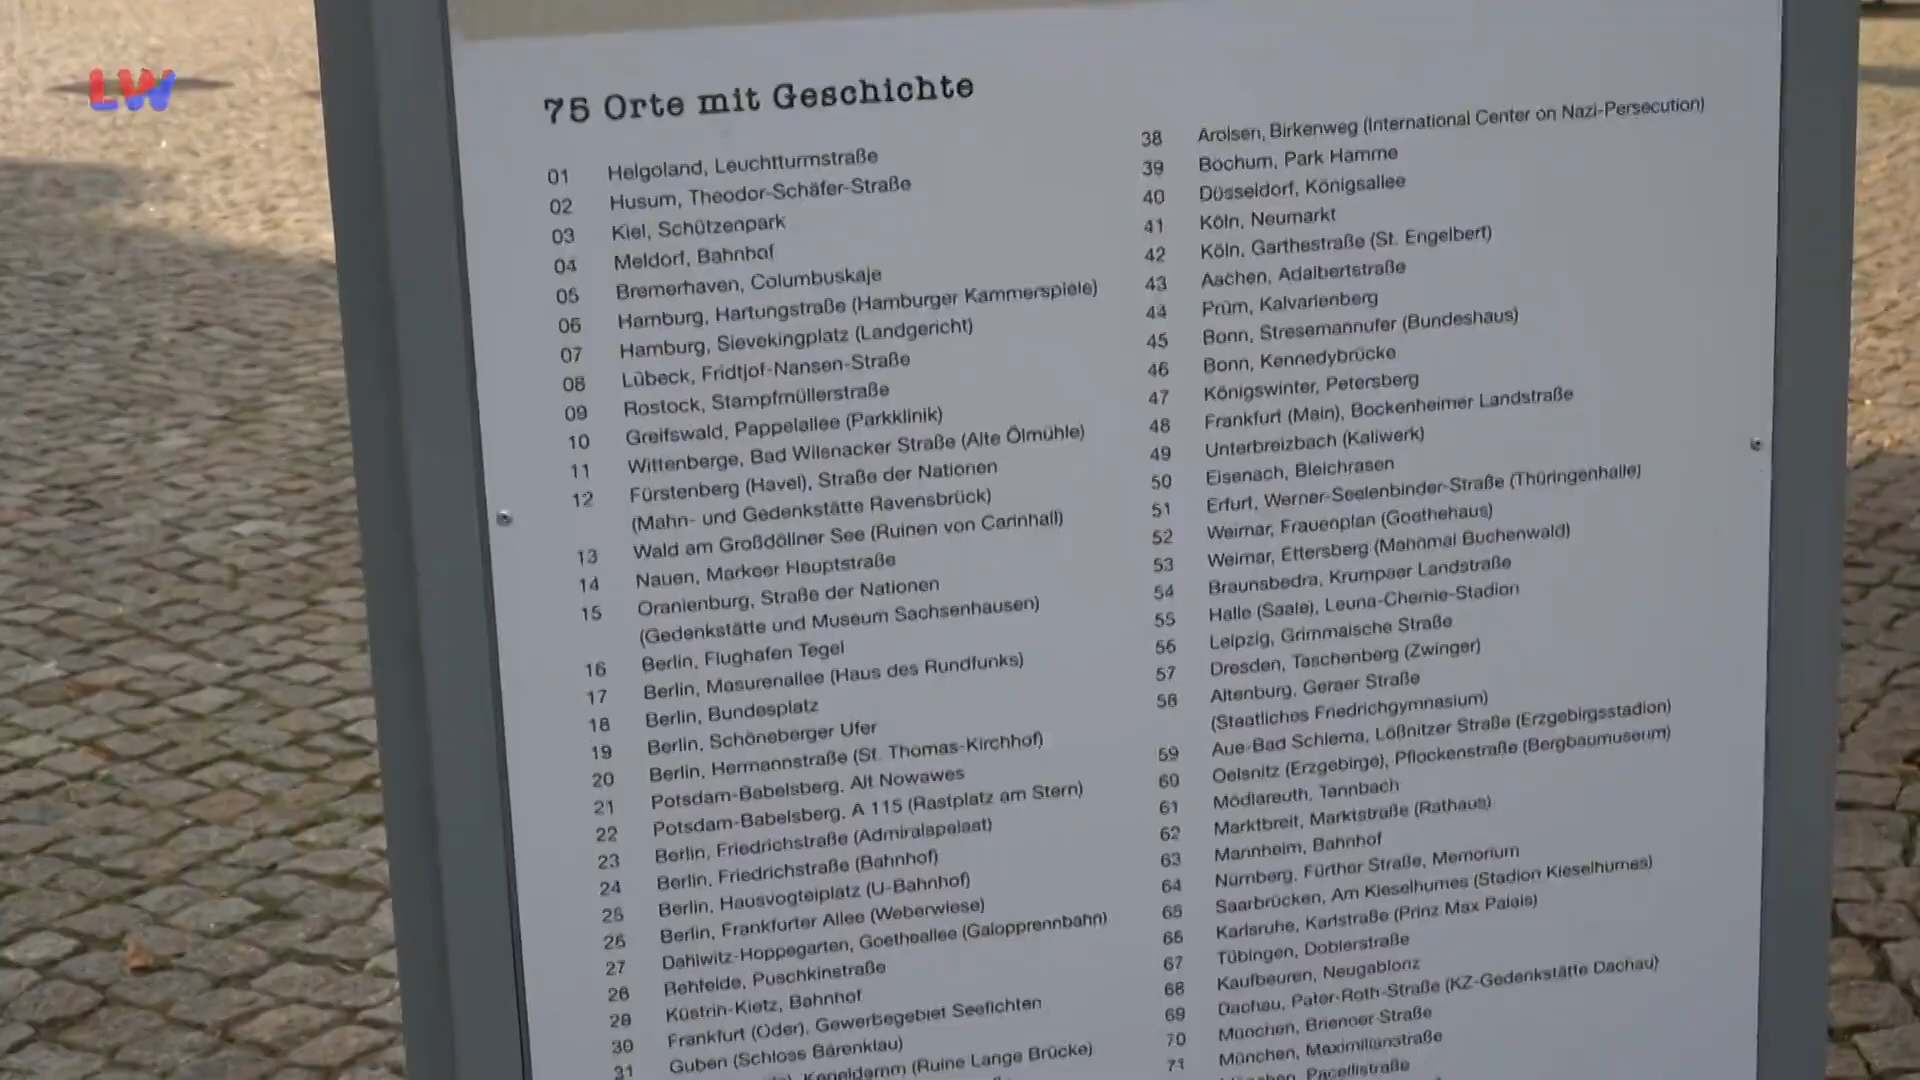 LW
75 Orte mit Geschichte
01 Helgoland, Leuchtturmstraße
02 Husum, Theodor-Schäfer-Straße
03 Kiel, Schützenpark
04 Meldorf, Bahnhof
05 Bremerhaven, Columbuskaje
06 Hamburg, Hartungstraße (Hamburger Kammerspiele)
07 Hamburg, Sievekingplatz (Landgericht)
08 Lübeck, Fridtjof-Nansen-Straße
09 Rostock, Stampfmüllerstraße
10 Greifswald, Pappelallee (Parkklinik)
11 Wittenberge, Bad Wilsnacker Straße (Alte Ölmühle)
12 Fürstenberg (Havel), Straße der Nationen
(Mahn- und Gedenkstätte Ravensbrück)
13 Wald am Großdöllner See (Ruinen von Carinhall)
14 Nauen, Markeer Hauptstraße
15 Oranienburg, Straße der Nationen
(Gedenkstätte und Museum Sachsenhausen)
16 Berlin, Flughafen Tegel
17 Berlin, Masurenallee (Haus des Rundfunks)
18 Berlin, Bundesplatz
19 Berlin, Schöneberger Ufer
20 Berlin, Hermannstraße (St. Thomas-Kirchhof)
21 Potsdam-Babelsberg, Alt Nowawes
22 Potsdam-Babelsberg, A 115 (Rastplatz am Stern)
23 Berlin, Friedrichstraße (Admiralspalast)
24 Berlin, Friedrichstraße (Bahnhof)
25 Berlin, Hausvogteiplatz (U-Bahnhof)
26 Berlin, Frankfurter Allee (Weberwiese)
27 Dahlwitz-Hoppegarten, Goetheallee (Galopprennbahn)
28 Rehfelde, Puschkinstraße
29 Küstrin-Kietz, Bahnhof
30 Frankfurt (Oder), Gewerbegebiet Seefichten
31 Guben (Schloss Bärenklau)
(Ruine Lange Brücke)
38 Arolsen, Birkenweg (International Center on Nazi-Persecution)
39 Bochum, Park Hamme
40 Düsseldorf, Königsallee
41 Köln, Neumarkt
42 Köln, Garthestraße (St. Engelbert)
43 Aachen, Adalbertstraße
44 Prüm, Kalvarienberg
45 Bonn, Stresemannufer (Bundeshaus)
46 Bonn, Kennedybrücke
47 Königswinter, Petersberg
48 Frankfurt (Main), Bockenheimer Landstraße
49 Unterbreizbach (Kaliwerk)
50 Eisenach, Bleichrasen
51 Erfurt, Werner-Seelenbinder-Straße (Thüringenhalle)
52 Weimar, Frauenplan (Goethehaus)
53 Weimar, Ettersberg (Mahnmal Buchenwald)
54 Braunsbedra, Krumpaer Landstraße
55 Halle (Saale), Leuna-Chemie-Stadion
56 Leipzig, Grimmaische Straße
57 Dresden, Taschenberg (Zwinger)
58 Altenburg, Geraer Straße
(Staatliches Friedrichgymnasium)
59 Aue-Bad Schlema, Lößnitzer Straße (Erzgebirgsstadion)
60 Oelsnitz (Erzgebirge), Pflockenstraße (Bergbaumuseum)
61 Mödlareuth, Tannbach
62 Marktbreit, Marktstraße (Rathaus)
63 Mannheim, Bahnhof
64 Nürnberg, Fürther Straße, Memorium
65 Saarbrücken, Am Kieselhumes (Stadion Kieselhumes)
66 Karlsruhe, Karlstraße (Prinz Max Palais)
67 Tübingen, Doblerstraße
68 Kaufbeuren, Neugablonz
69 Dachau, Pater-Roth-Straße (KZ-Gedenkstätte Dachau)
70 München, Brienner Straße
71 München, Maximilianstraße
Pacellistraße